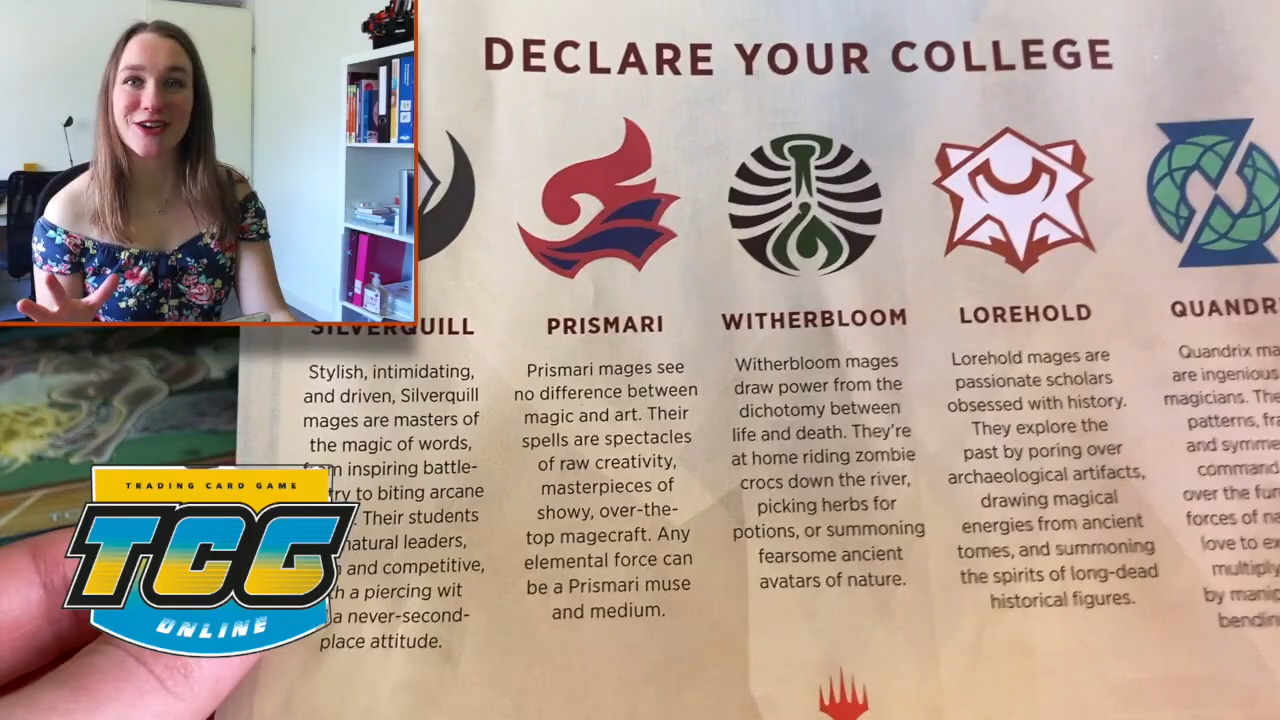 DECLARE YOUR COLLEGE
SILVERQUILL
Stylish, intimidating,
and driven, Silverquill
mages are masters of
the magic of words,
inspiring battle-
to biting arcane
Their students
natural leaders,
and competitive,
a piercing wit
a never-second-
place attitude.
PRISMARI
Prismari mages see
no difference between
magic and art. Their
spells are spectacles
of raw creativity,
masterpieces of
showy, over-the-
top magecraft. Any
elemental force can
be a Prismari muse
and medium.
WITHERBLOOM
Witherbloom mages
draw power from the
dichotomy between
life and death. They're
at home riding zombie
crocs down the river,
picking herbs for
potions, or summoning
fearsome ancient
avatars of nature.
LOREHOLD
Lorehold mages are
passionate scholars
obsessed with history.
They explore the
past by poring over
archaeological artifacts,
drawing magical
energies from ancient
tomes, and summoning
the spirits of long-dead
historical figures.
QUANDR
Quandrix ma
are ingenious
magicians. The
patterns, fra
and symme
command
over the fun
forces of na
love to ex
multiply
by manip
bendin
TRADING CARD GAME
TCG
ONLINE